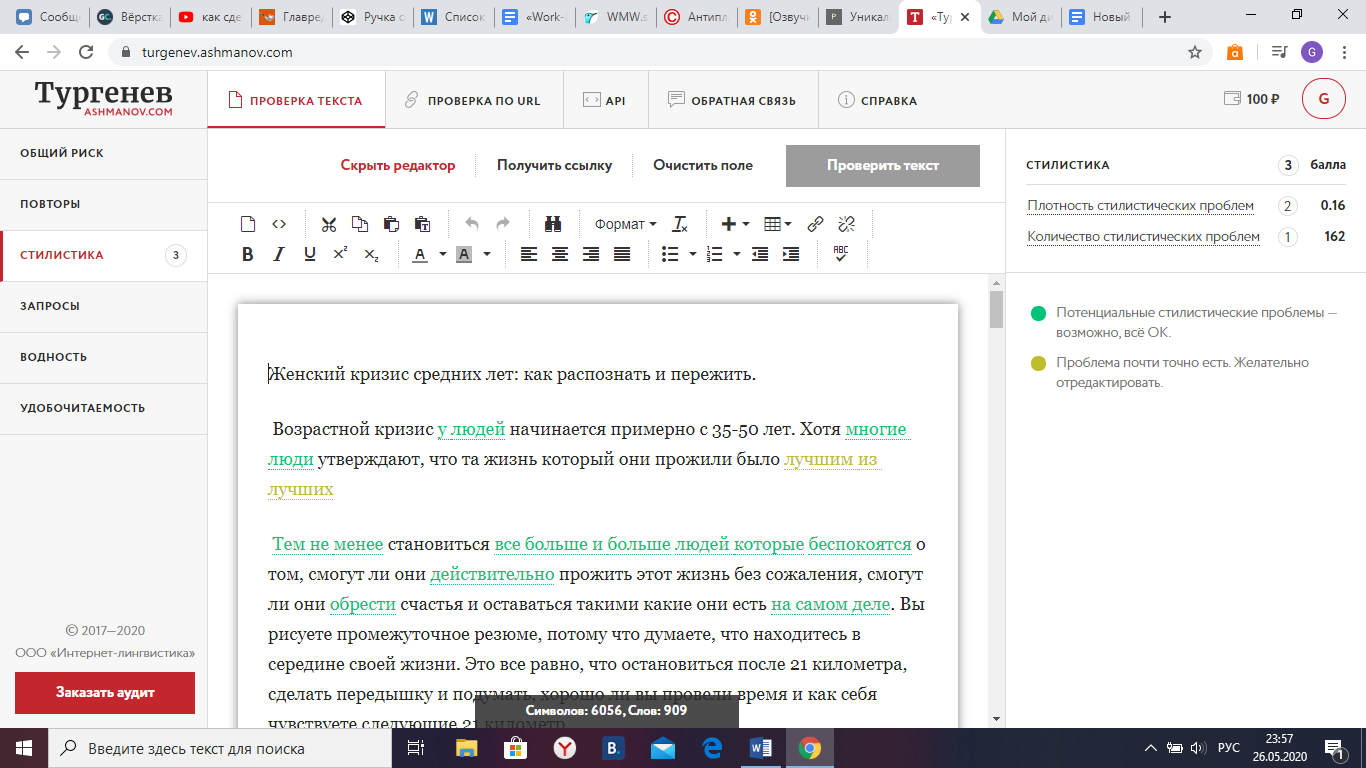 Сообщ
Вёрстка
как сде
Главред
Ручка о
Список
«Work-
WMW.s
Антипл
[Озвучк
Уникаль
«Тур
Мой ди
Новый
turgenev.ashmanov.com
G
Тургенев
ASHMANOV.COM
ПРОВЕРКА ТЕКСТА
ПРОВЕРКА ПО URL
API
ОБРАТНАЯ СВЯЗЬ
СПРАВКА
100 ₽
G
ОБЩИЙ РИСК
ПОВТОРЫ
СТИЛИСТИКА 3
ЗАПРОСЫ
ВОДНОСТЬ
УДОБОЧИТАЕМОСТЬ
© 2017—2020
ООО «Интернет-лингвистика»
Заказать аудит
Скрыть редактор
Получить ссылку
Очистить поле
Проверить текст
Формат
Женский кризис средних лет: как распознать и пережить.
Возрастной кризис у людей начинается примерно с 35-50 лет. Хотя многие
люди утверждают, что та жизнь который они прожили было лучшим из
лучших
Тем не менее становиться все больше и больше людей которые беспокоятся о
том, смогут ли они действительно прожить этот жизнь без сожаления, смогут
ли они обрести счастья и оставаться такими какие они есть на самом деле. Вы
рисуете промежуточное резюме, потому что думаете, что находитесь в
середине своей жизни. Это все равно, что остановиться после 21 километра,
сделать передышку и подумать, хорошо ли вы провели время и как себя
чувствуете следующие 21 километр
Символов: 6056, Слов: 909
СТИЛИСТИКА 3 балла
Плотность стилистических проблем 2 0.16
Количество стилистических проблем 1 162
Потенциальные стилистические проблемы —
возможно, всё ОК.
Проблема почти точно есть. Желательно
отредактировать.
Введите здесь текст для поиска
РУС
23:57
26.05.2020